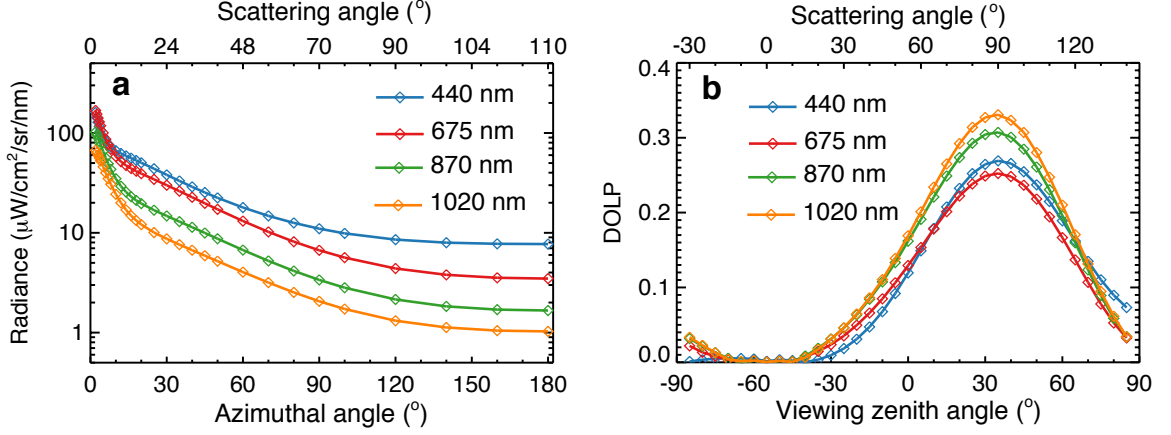 Scattering angle (°)
0 24 48 70 90 104 110
a
440 nm
675 nm
870 nm
1020 nm
100
10
1
Radiance (μW/cm²/sr/nm)
0 30 60 90 120 150 180
Azimuthal angle (°)
Scattering angle (°)
-30 0 30 60 90 120
b
440 nm
675 nm
870 nm
1020 nm
0.4
0.3
0.2
0.1
0.0
DOLP
-90 -60 -30 0 30 60 90
Viewing zenith angle (°)